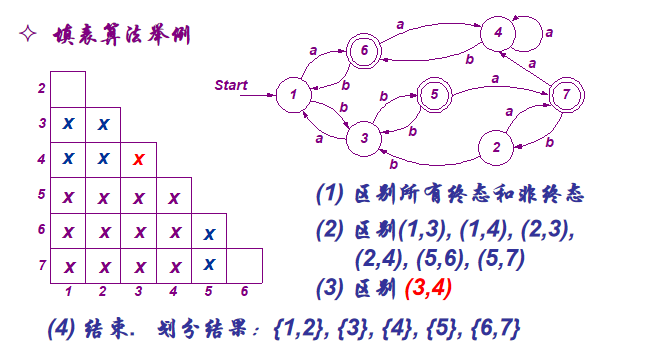 ✧ 填表算法举例
Start
1
6
4
3
5
2
7
a
b
b
a
a
b
a
b
b
a
a
a
b
b
2
3 x x
4 x x x
5 x x x x
6 x x x x x
7 x x x x x
1 2 3 4 5 6
(1) 区别所有终态和非终态
(2) 区别(1,3), (1,4), (2,3),
(2,4), (5,6), (5,7)
(3) 区别 (3,4)
(4) 结束. 划分结果: {1,2}, {3}, {4}, {5}, {6,7}